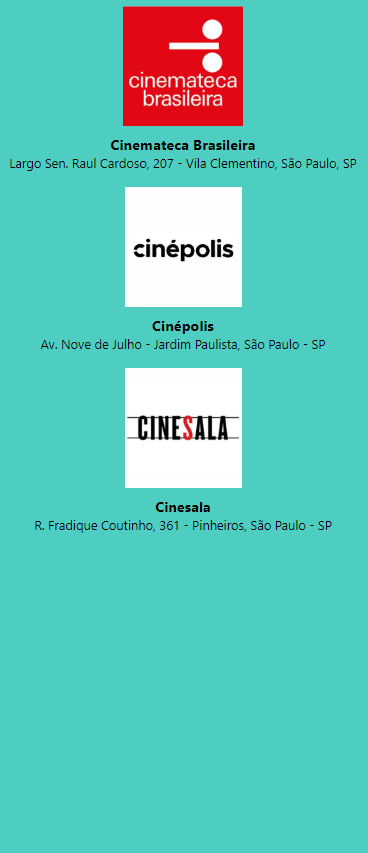 cinemateca
brasileira
Cinemateca Brasileira
Largo Sen. Raul Cardoso, 207 - Vila Clementino, São Paulo, SP
cinépolis
Cinépolis
Av. Nove de Julho - Jardim Paulista, São Paulo - SP
CINESALA
Cinesala
R. Fradique Coutinho, 361 - Pinheiros, São Paulo - SP